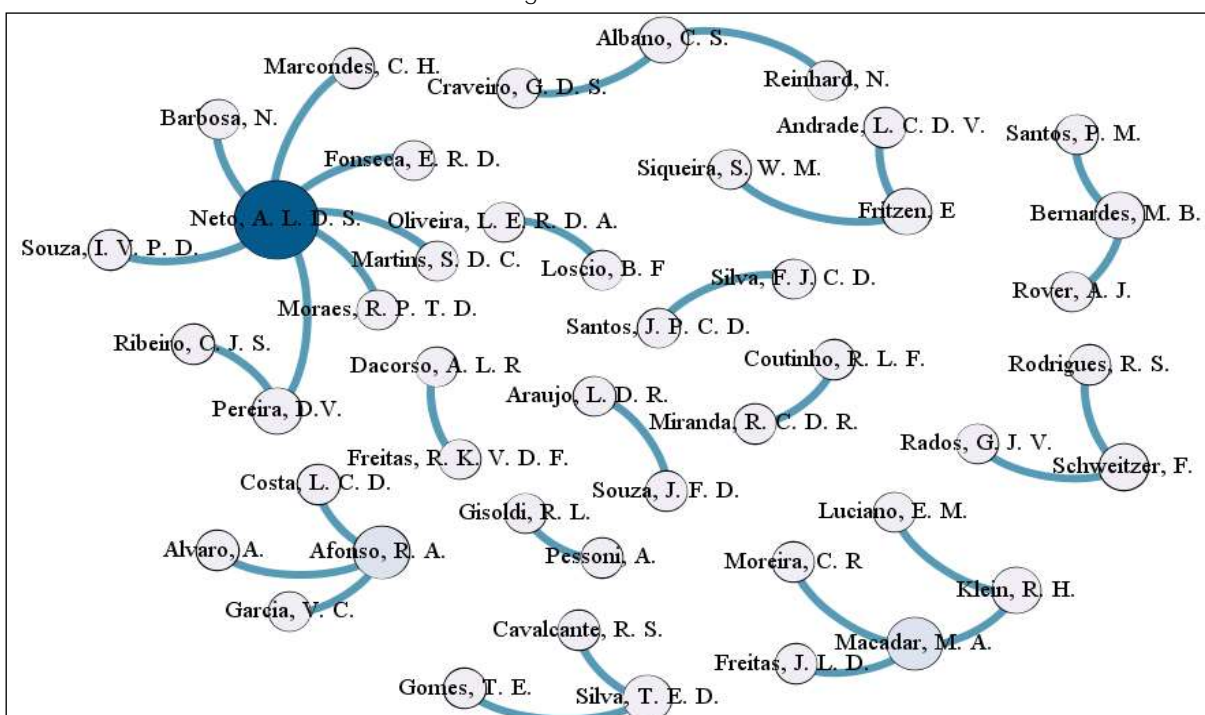 Albano, C. S.
Marcondes, C. H.
Craveiro, G. D. S.
Reinhard, N.
Barbosa, N.
Andrade, L. C. D. V.
Santos, P. M.
Fonseca, E. R. D.
Siqueira, S. W. M.
Neto, A. L. D. S.
Oliveira, L. E. R. D. A.
Fritzen, E
Bernardes, M. B.
Souza, I. V. P. D.
Martins, S. D. C.
Loscio, B. F
Silva, F. J. C. D.
Rover, A. J.
Moraes, R. P. T. D.
Santos, J. P. C. D.
Ribeiro, C. J. S.
Dacorso, A. L. R
Coutinho, R. L. F.
Rodrigues, R. S.
Araujo, L. D. R.
Pereira, D.V.
Miranda, R. C. D. R.
Rados, G. J. V.
Freitas, R. K. V. D. F.
Schweitzer, F.
Costa, L. C. D.
Souza, J. F. D.
Gisoldi, R. L.
Luciano, E. M.
Alvaro, A.
Afonso, R. A.
Pessoni, A.
Moreira, C. R
Klein, R. H.
Garcia, V. C.
Cavalcante, R. S.
Macadar, M. A.
Freitas, J. L. D.
Gomes, T. E.
Silva, T. E. D.